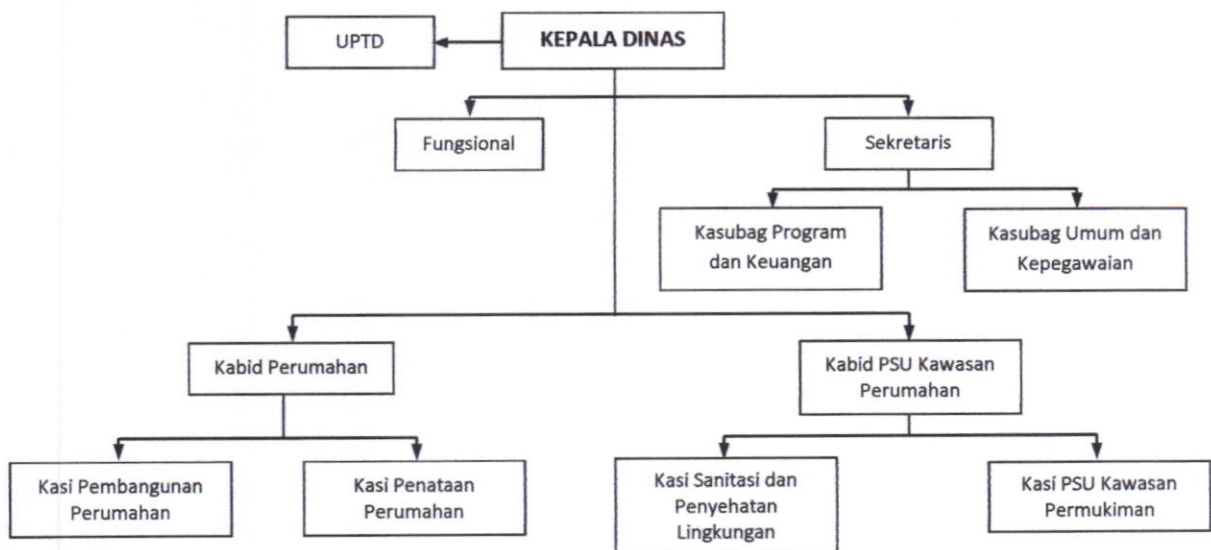 UPTD
KEPALA DINAS
Fungsional
Sekretaris
Kasubag Program
dan Keuangan
Kasubag Umum dan
Kepegawaian
Kabid Perumahan
Kabid PSU Kawasan
Perumahan
Kasi Pembangunan
Perumahan
Kasi Penataan
Perumahan
Kasi Sanitasi dan
Penyehatan
Lingkungan
Kasi PSU Kawasan
Permukiman